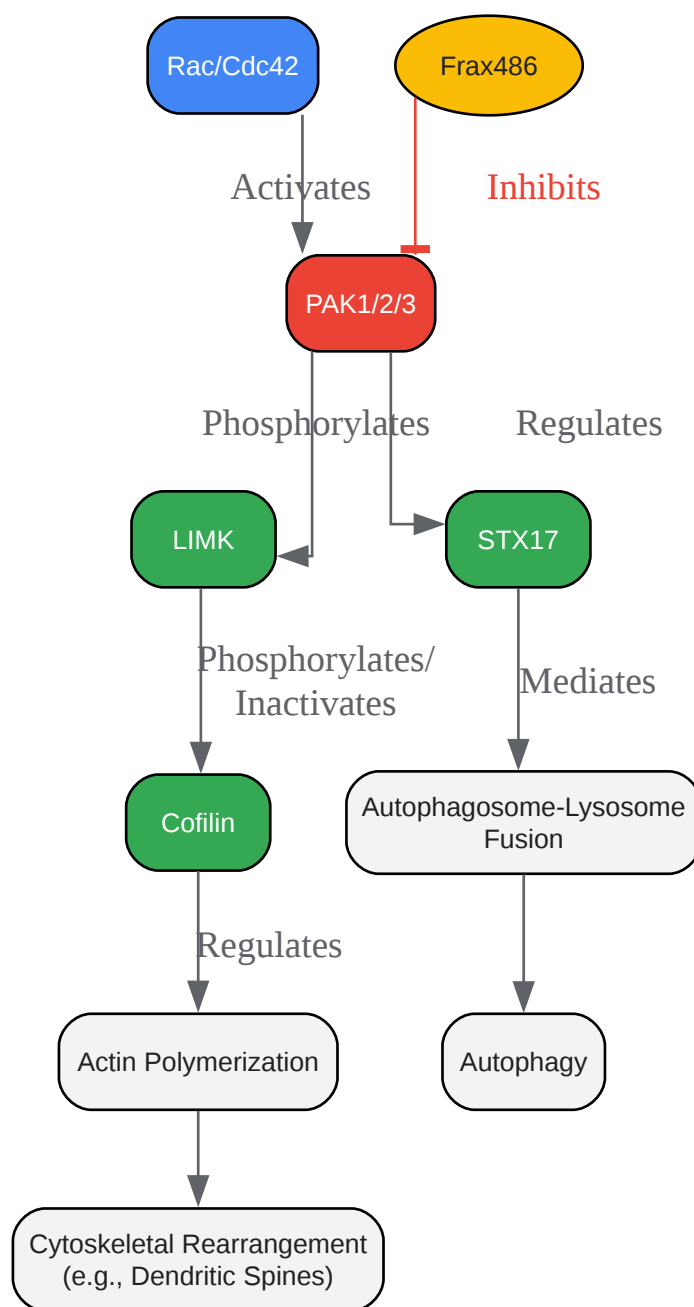 Rac/Cdc42
Frax486
Activates
Inhibits
PAK1/2/3
Phosphorylates
Regulates
LIMK
STX17
Phosphorylates/
Inactivates
Mediates
Cofilin
Autophagosome-Lysosome
Fusion
Regulates
Actin Polymerization
Autophagy
Cytoskeletal Rearrangement
(e.g., Dendritic Spines)